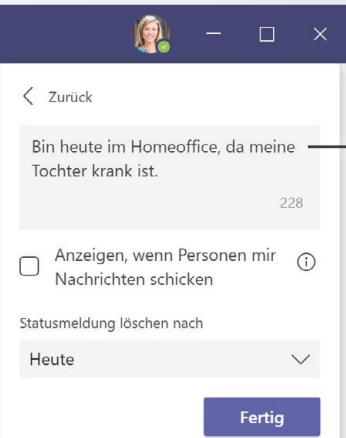 Zurück
Bin heute im Homeoffice, da meine
Tochter krank ist.
228
Anzeigen, wenn Personen mir
Nachrichten schicken
Statusmeldung löschen nach
Heute
Fertig